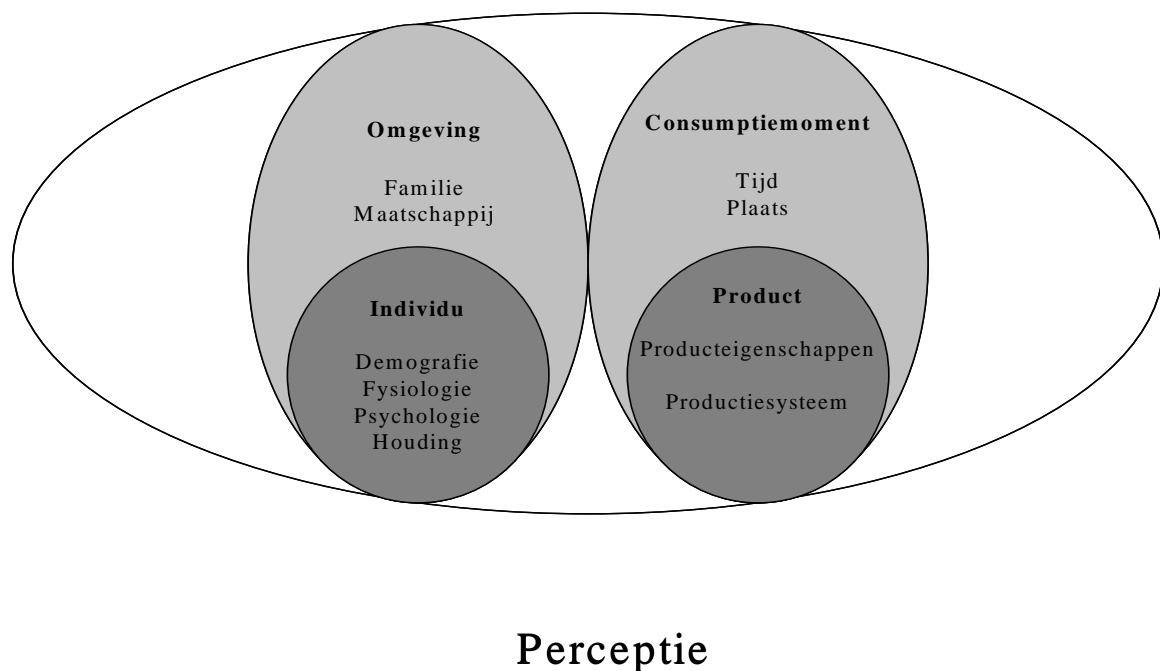 Omgeving
Familie
Maatschappij
Individu
Demografie
Fysiologie
Psychologie
Houding
Consumptiemoment
Tijd
Plaats
Product
Producteigenschappen
Productiesysteem
Perceptie